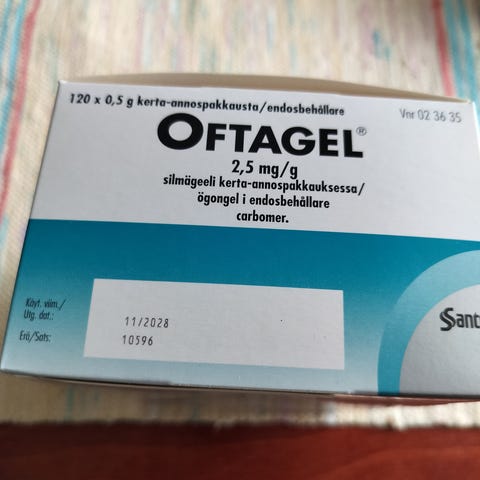 120 x 0,5 g kerta-annospakkausta/endosbehållare
Vnr 02 36 35
OFTAGEL®
2,5 mg/g
silmägeeli kerta-annospakkauksessa/
ögongel i endosbehållare
carbomer.
Käyt. viim./
Utg. dat.:
11/2028
Erä/Sats:
10596